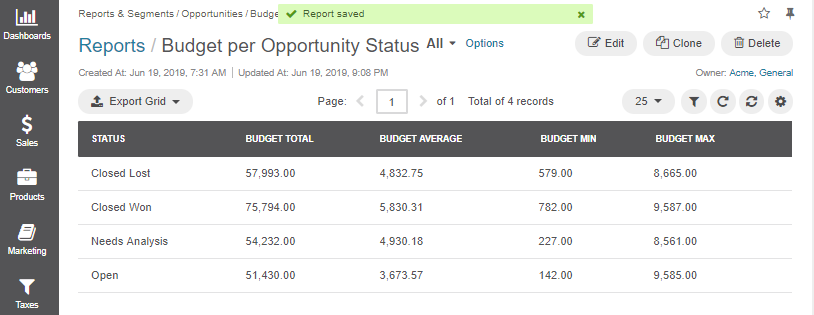 Dashboards
Customers
Sales
Products
Marketing
Taxes
Reports & Segments / Opportunities / Budge
Report saved
Reports / Budget per Opportunity Status All Options
Edit Clone Delete
Created At: Jun 19, 2019, 7:31 AM | Updated At: Jun 19, 2019, 9:08 PM Owner: Acme, General
Export Grid Page: 1 of 1 Total of 4 records 25
STATUS BUDGET TOTAL BUDGET AVERAGE BUDGET MIN BUDGET MAX
Closed Lost 57,993.00 4,832.75 579.00 8,665.00
Closed Won 75,794.00 5,830.31 782.00 9,587.00
Needs Analysis 54,232.00 4,930.18 227.00 8,561.00
Open 51,430.00 3,673.57 142.00 9,585.00